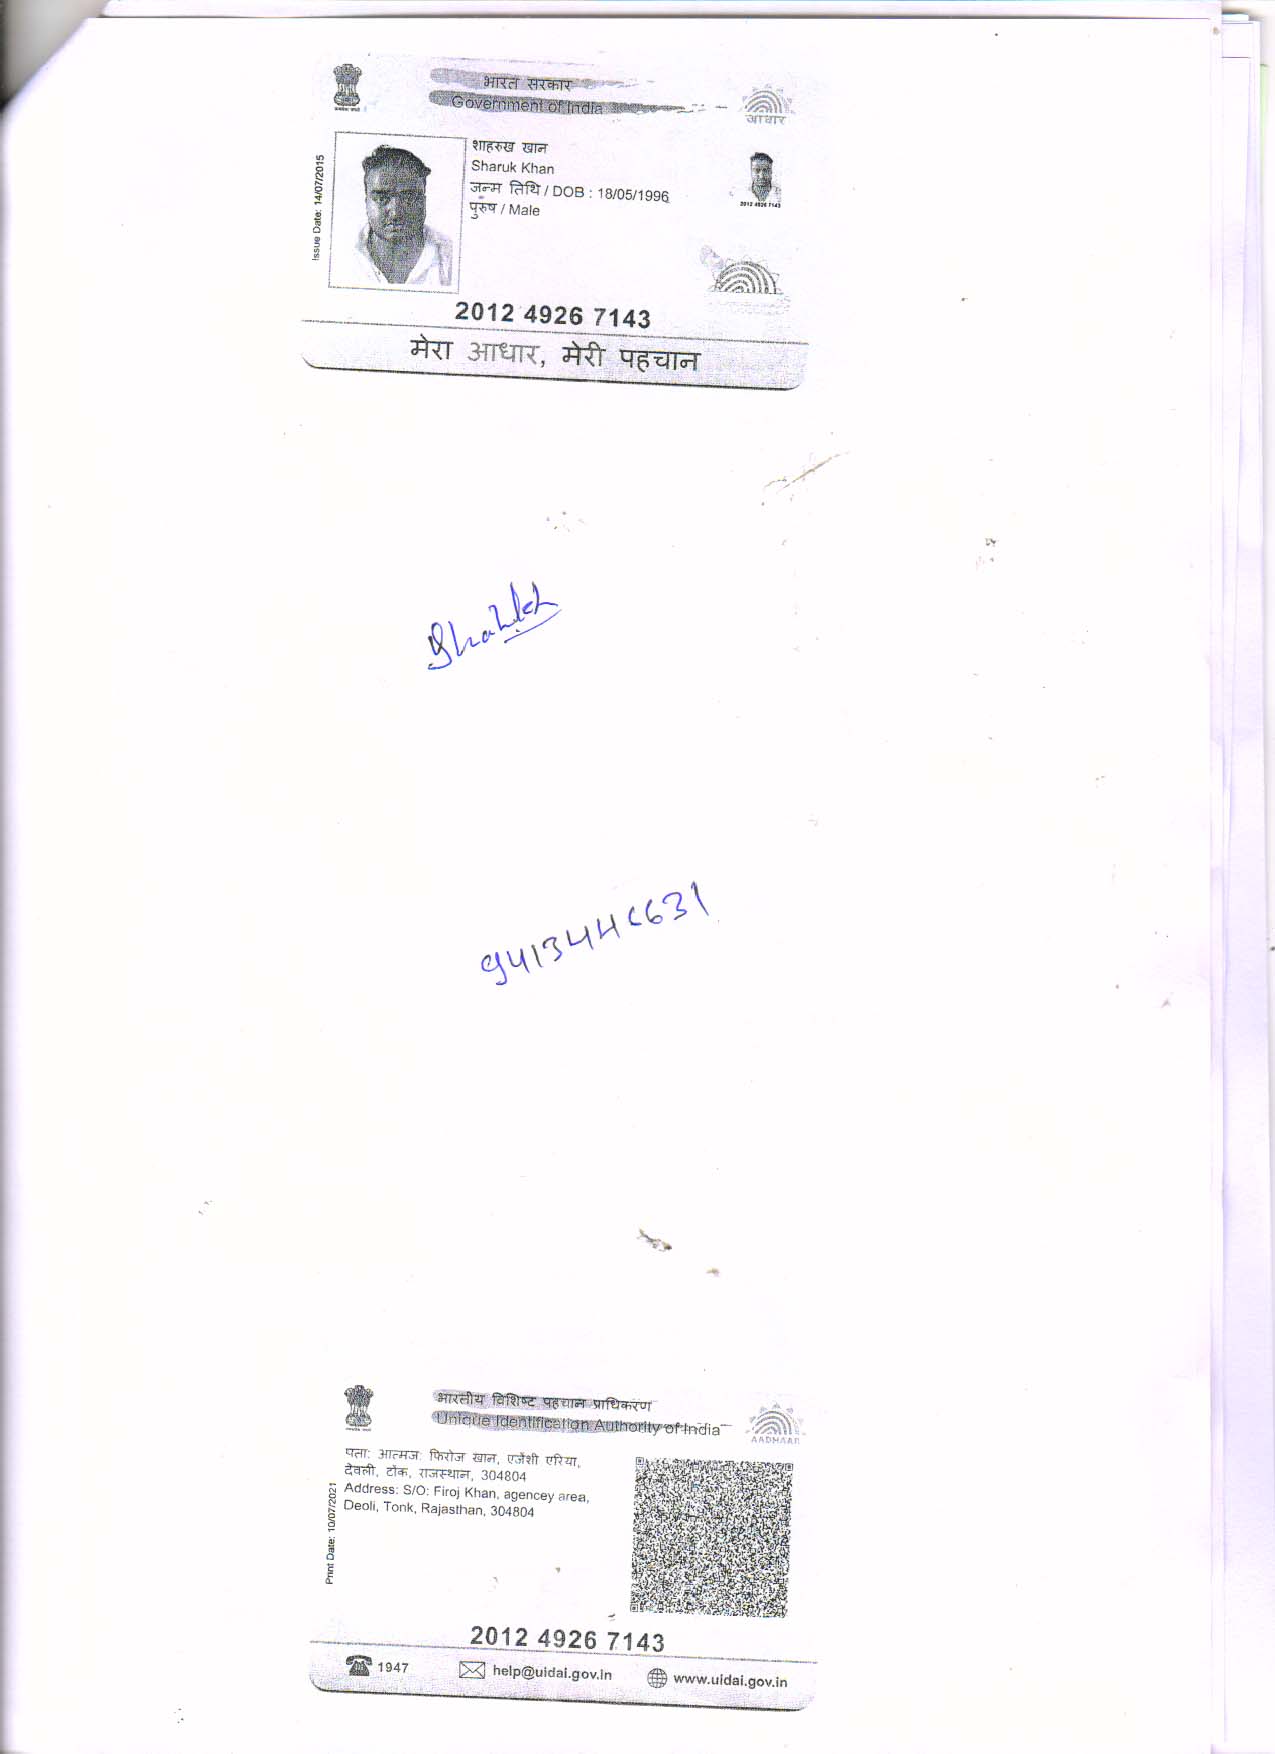 भारत सरकार
Government of India
आधार
Issue Date: 14/07/2015
शाहरुख खान
Sharuk Khan
जन्म तिथि / DOB : 18/05/1996
पुरुष / Male
2012 4926 7143
2012 4926 7143
मेरा आधार, मेरी पहचान
भारतीय विशिष्ट पहचान प्राधिकरण
Unique Identification Authority of India
AADHAAR
Print Date: 10/07/2021
पता: आत्मज: फिरोज खान, एजेंशी एरिया,
देवली, टोंक, राजस्थान, 304804
Address: S/O: Firoj Khan, agencey area,
Deoli, Tonk, Rajasthan, 304804
2012 4926 7143
1947
help@uidai.gov.in
www.uidai.gov.in